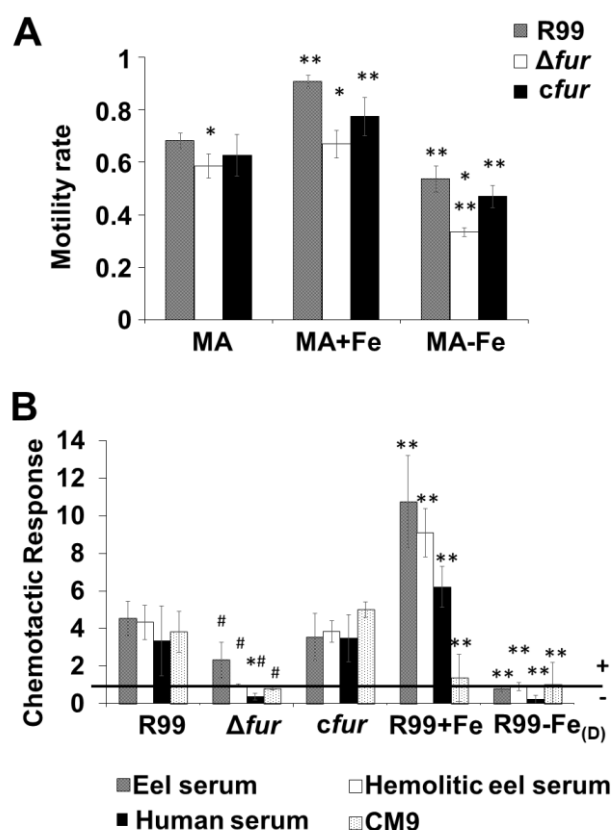 A
R99
Δfur
cfur
Motility rate
1
0.8
0.6
0.4
0.2
0
*
**
*
**
**
*
**
**
MA
MA+Fe
MA-Fe
B
Chemotactic Response
14
12
10
8
6
4
2
0
#
#
*#
#
**
**
**
**
**
**
**
**
+
-
R99
Δfur
cfur
R99+Fe
R99-Fe(D)
Eel serum
Hemolitic eel serum
Human serum
CM9